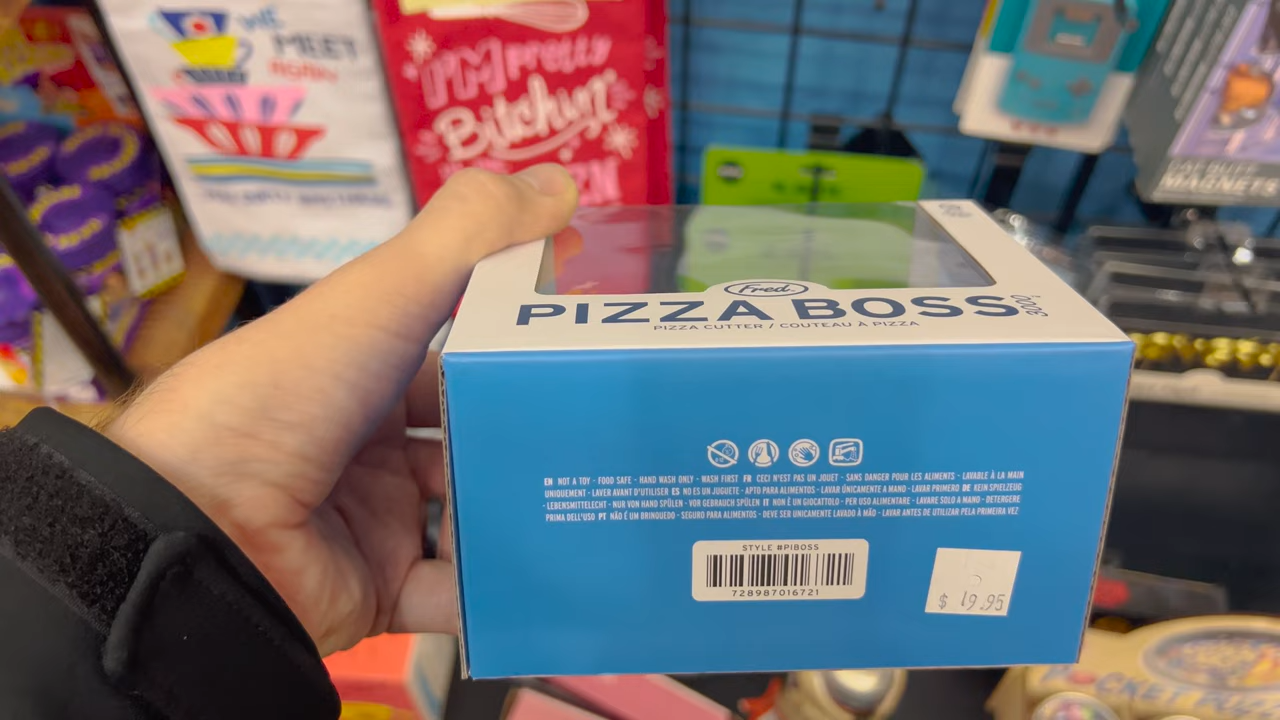 WE
MEET
AGAIN
I'M pretty
Bitchin'
MAGNETS
Fred.
PIZZA BOSS 3000
PIZZA CUTTER / COUTEAU À PIZZA
EN NOT A TOY - FOOD SAFE - HAND WASH ONLY - WASH FIRST FR CECI N'EST PAS UN JOUET - SANS DANGER POUR LES ALIMENTS - LAVABLE À LA MAIN
UNIQUEMENT - LAVER AVANT D'UTILISER ES NO ES UN JUGUETE - APTO PARA ALIMENTOS - LAVAR ÚNICAMENTE A MANO - LAVAR PRIMERO DE KEIN SPIELZEUG
- LEBENSMITTELECHT - NUR VON HAND SPÜLEN - VOR GEBRAUCH SPÜLEN IT NON È UN GIOCATTOLO - PER USO ALIMENTARE - LAVARE SOLO A MANO - DETERGERE
PRIMA DELL'USO PT NÃO É UM BRINQUEDO - SEGURO PARA ALIMENTOS - DEVE SER UNICAMENTE LAVADO À MÃO - LAVAR ANTES DE UTILIZAR PELA PRIMEIRA VEZ
STYLE #PIBOSS
728987016721
$ 19.95